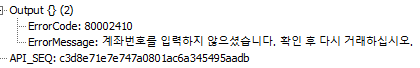 Output {} (2)
ErrorCode: 80002410
ErrorMessage: 계좌번호를 입력하지 않으셨습니다. 확인 후 다시 거래하십시오.
API_SEQ: c3d8e71e7e747a0801ac6a345495aadb